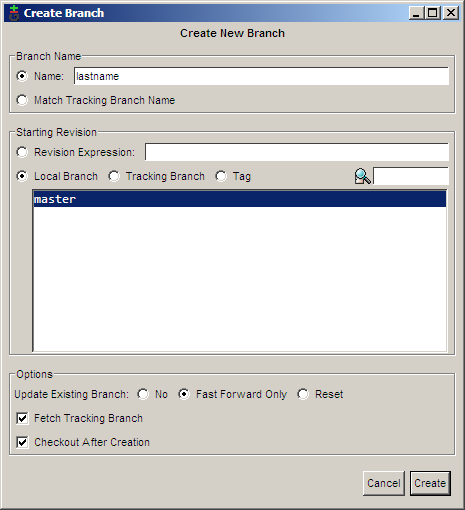 Create Branch
Create New Branch
Branch Name
Name: lastname
Match Tracking Branch Name
Starting Revision
Revision Expression:
Local Branch Tracking Branch Tag
master
Options
Update Existing Branch: No Fast Forward Only Reset
Fetch Tracking Branch
Checkout After Creation
Cancel Create